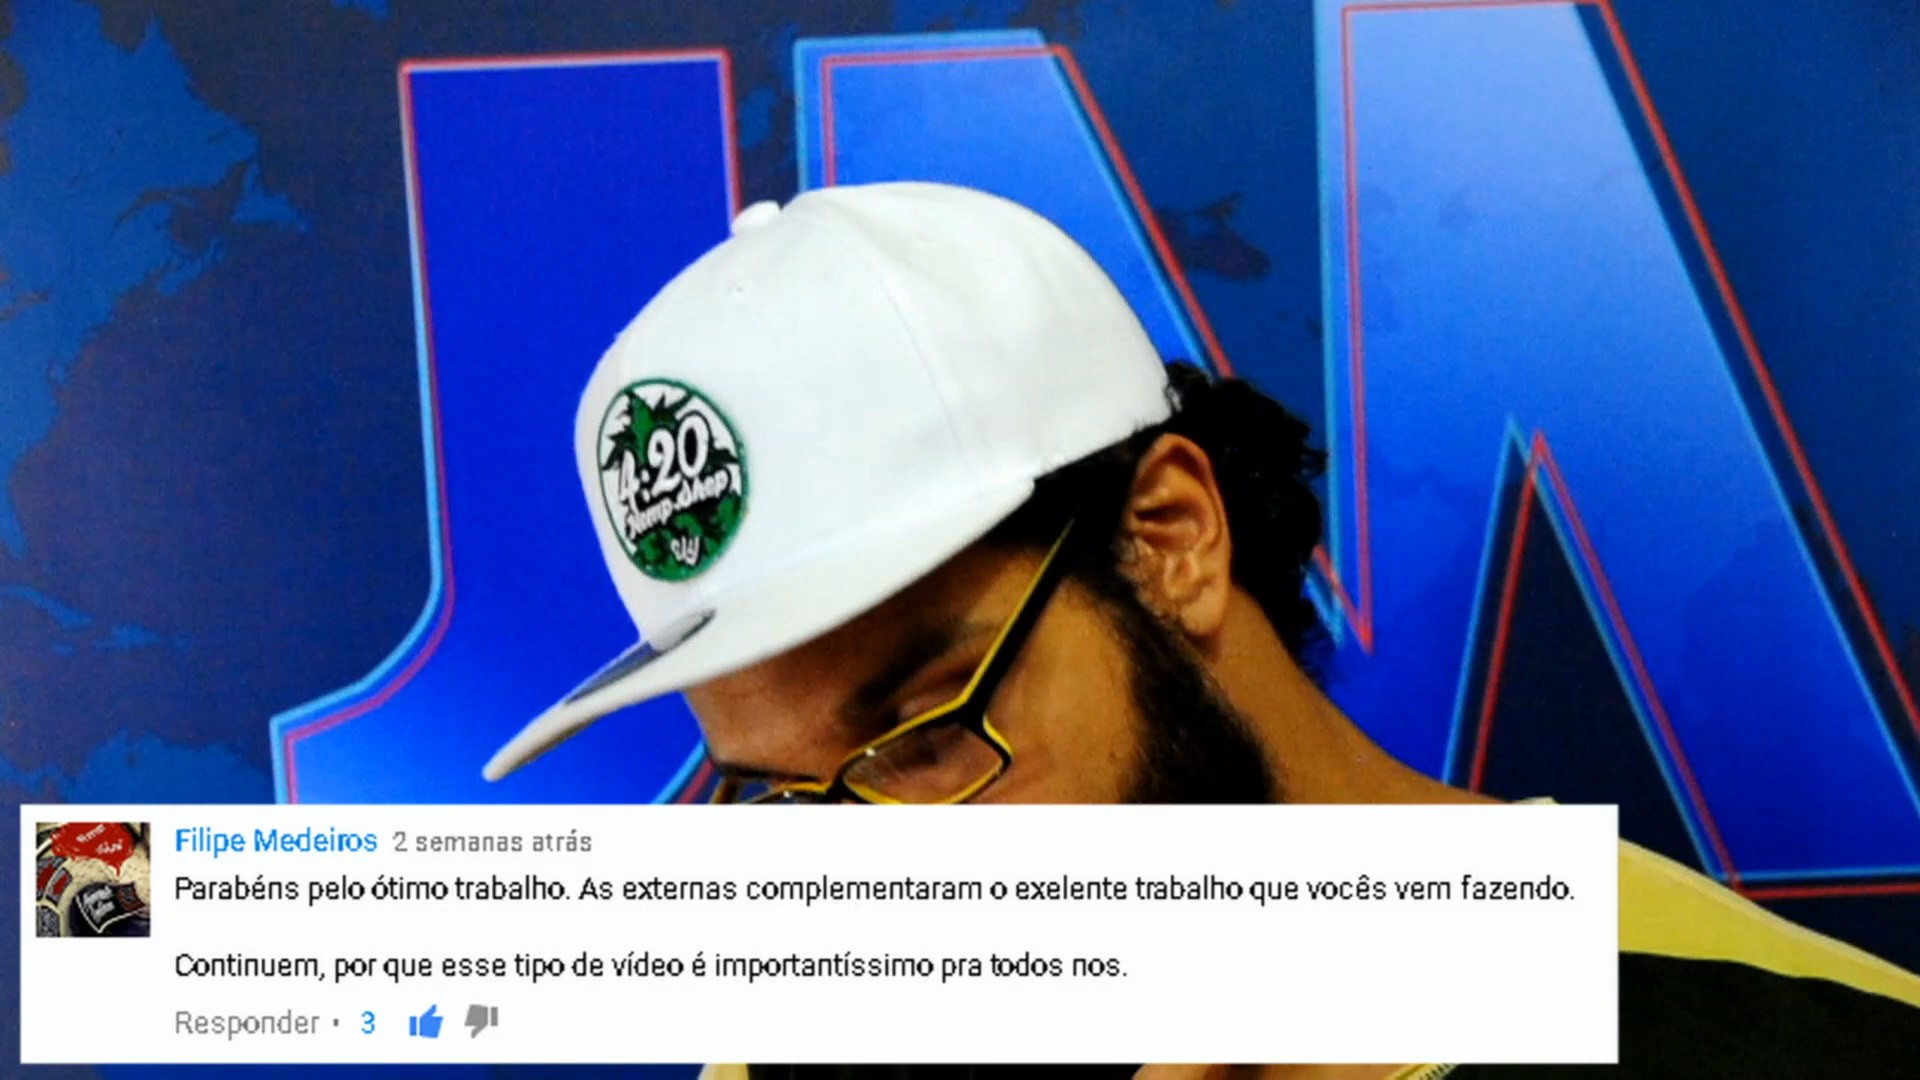 4:20
Hemp Shop
Filipe Medeiros 2 semanas atrás
Parabéns pelo ótimo trabalho. As externas complementaram o exelente trabalho que vocês vem fazendo.
Continuem, por que esse tipo de vídeo é importantíssimo pra todos nos.
Responder • 3